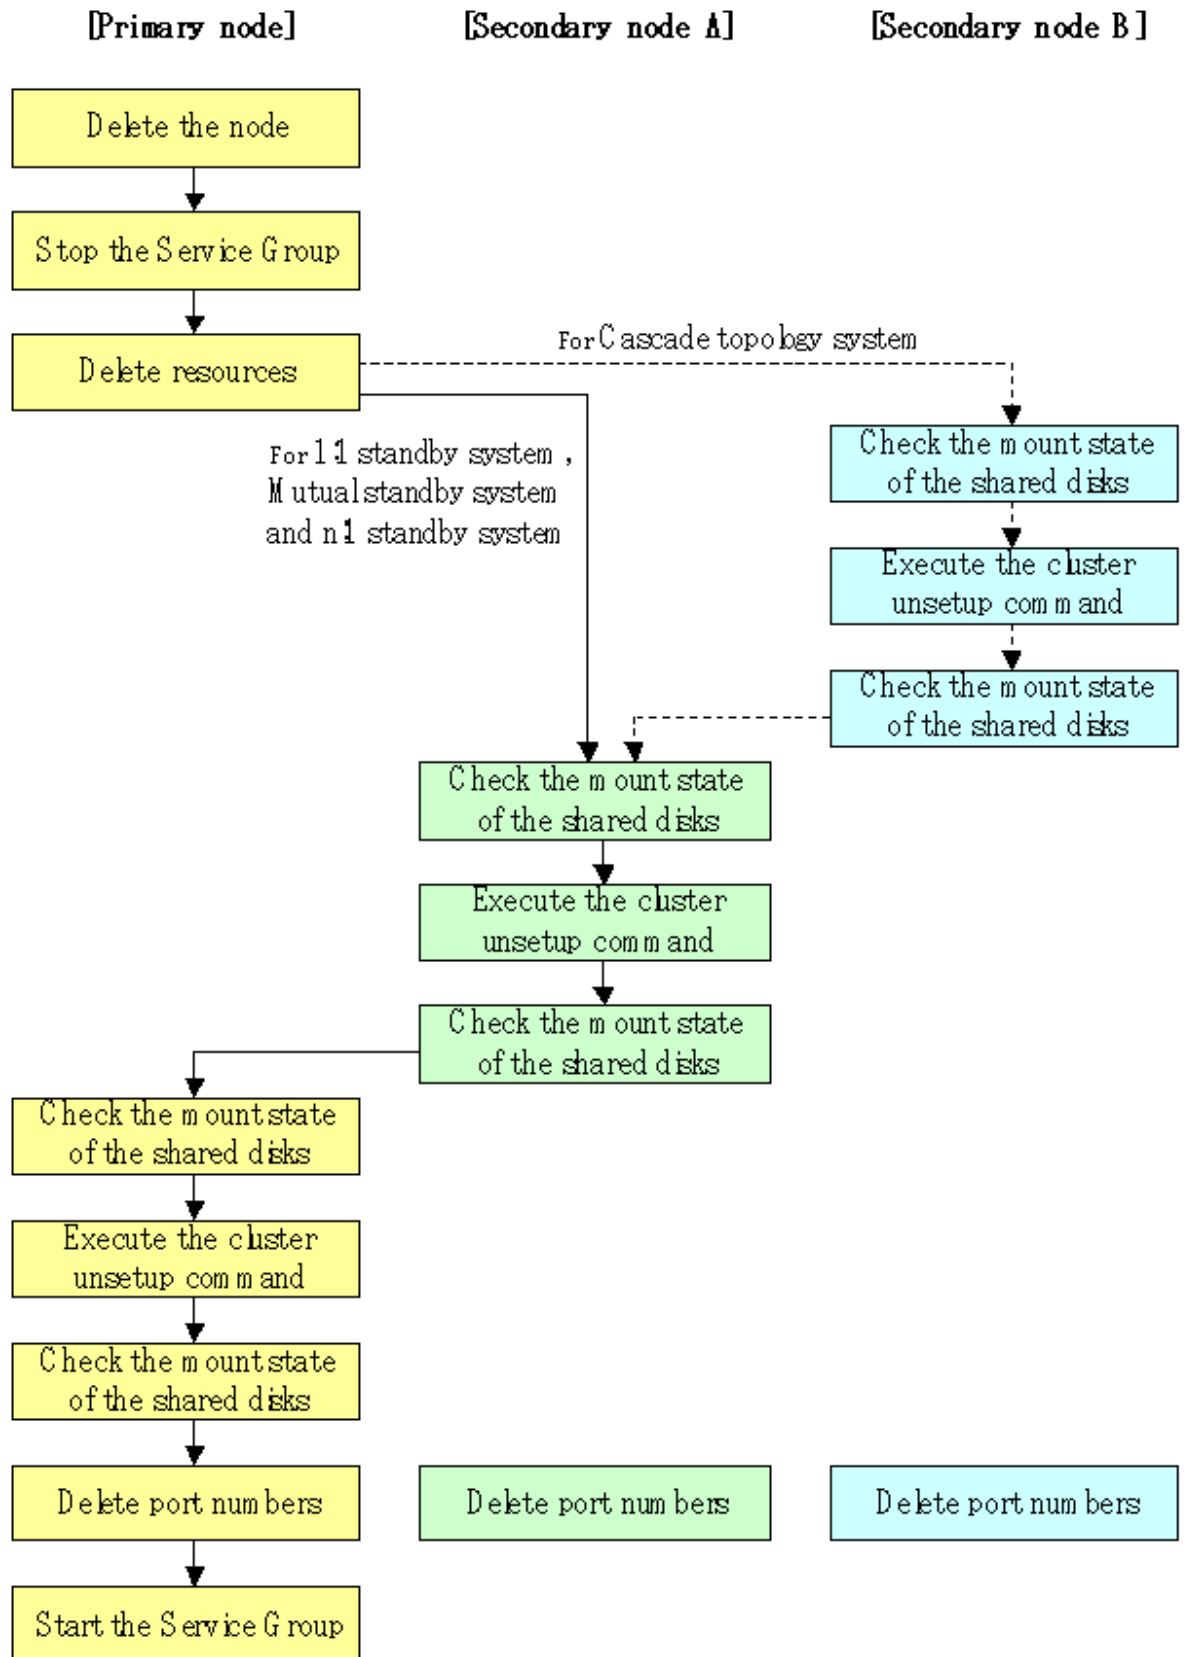 [Primary node]
[Secondary node A]
[Secondary node B]
Delete the node
Stop the Service Group
Delete resources
For Cascade topology system
For 1:1 standby system ,
Mutual standby system
and n:1 standby system
Check the mount state
of the shared disks
Execute the cluster
unsetup command
Check the mount state
of the shared disks
Check the mount state
of the shared disks
Execute the cluster
unsetup command
Check the mount state
of the shared disks
Check the mount state
of the shared disks
Execute the cluster
unsetup command
Check the mount state
of the shared disks
Delete port numbers
Delete port numbers
Delete port numbers
Start the Service Group